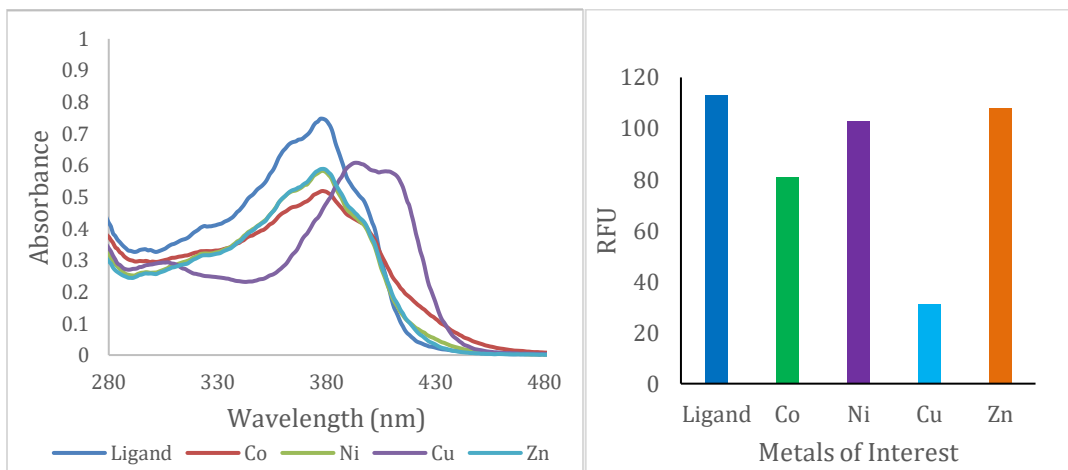 1
0.9
0.8
0.7
0.6
0.5
0.4
0.3
0.2
0.1
0
Absorbance
280 330 380 430 480
Wavelength (nm)
Ligand Co Ni Cu Zn
120
100
80
60
40
20
0
RFU
Ligand Co Ni Cu Zn
Metals of Interest